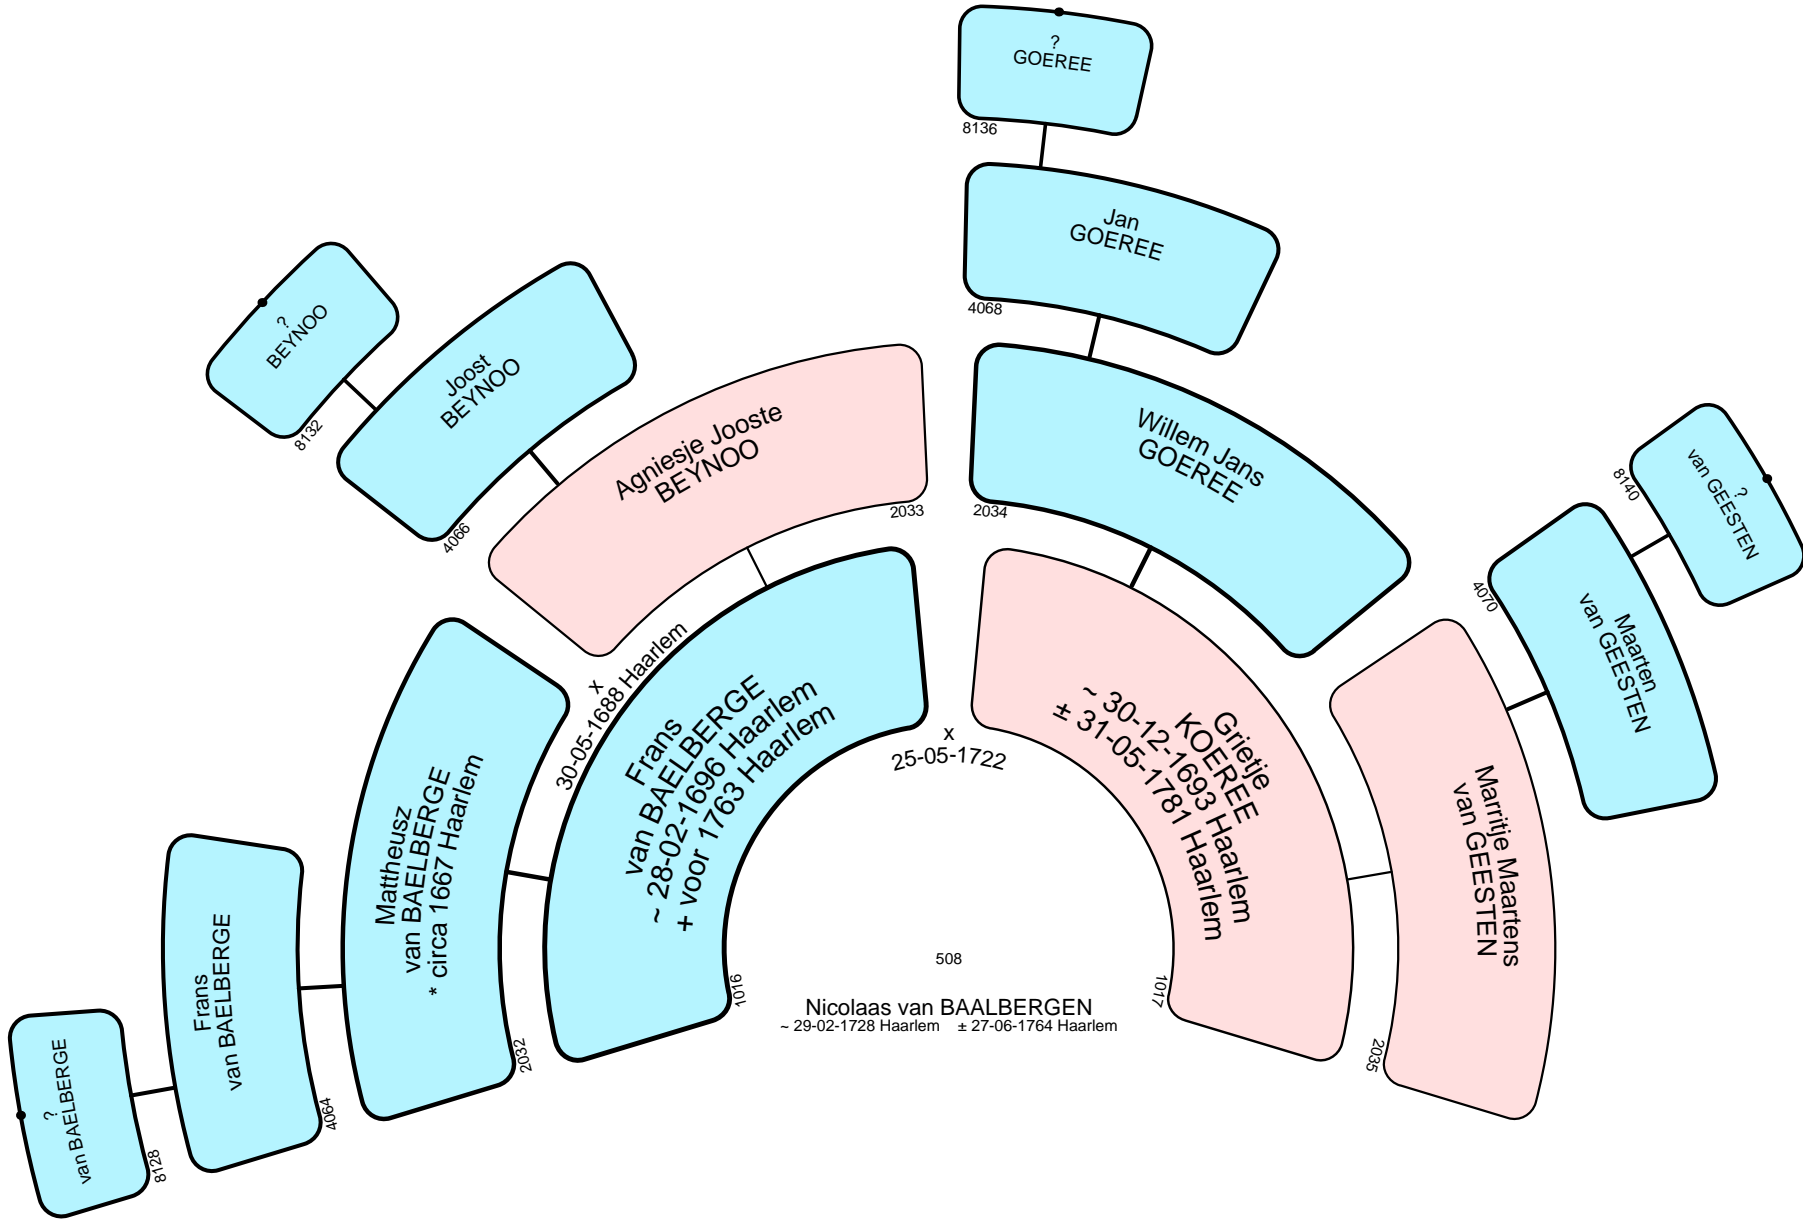 ?
GOEREE
8136
Jan
GOEREE
4068
?
BEYNOO
8132
Joost
BEYNOO
4066
Agniesje Jooste
BEYNOO
2033
Willem Jans
GOEREE
2034
?
van GEESTEN
8140
Maarten
van GEESTEN
4070
Marritje Maartens
van GEESTEN
2035
x
30-05-1688 Haarlem
Frans
van BAELBERGE
~ 28-02-1696 Haarlem
+ voor 1763 Haarlem
1016
x
25-05-1722
Grietje
KOEREE
~ 30-12-1693 Haarlem
± 31-05-1781 Haarlem
1017
Mattheusz
van BAELBERGE
* circa 1667 Haarlem
2032
Frans
van BAELBERGE
4064
?
van BAELBERGE
8128
508
Nicolaas van BAALBERGEN
~ 29-02-1728 Haarlem ± 27-06-1764 Haarlem